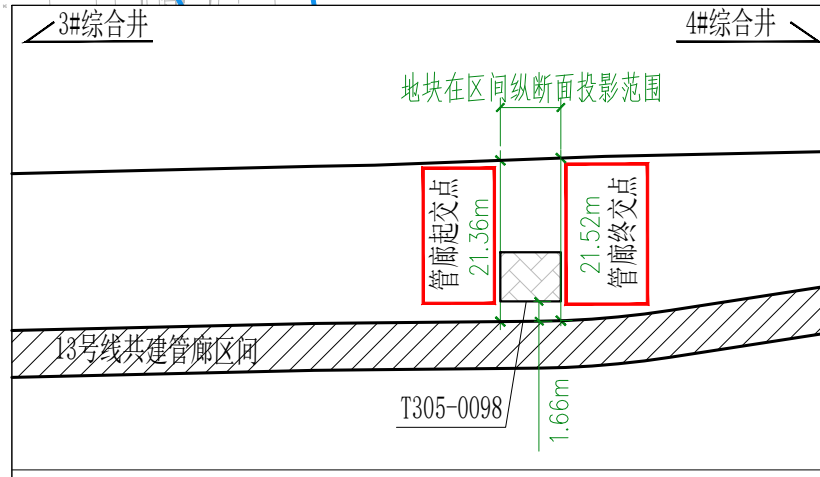 3#综合井
4#综合井
地块在区间纵断面投影范围
管廊起交点
21.36m
21.52m
管廊终交点
13号线共建管廊区间
T305-0098
1.66m